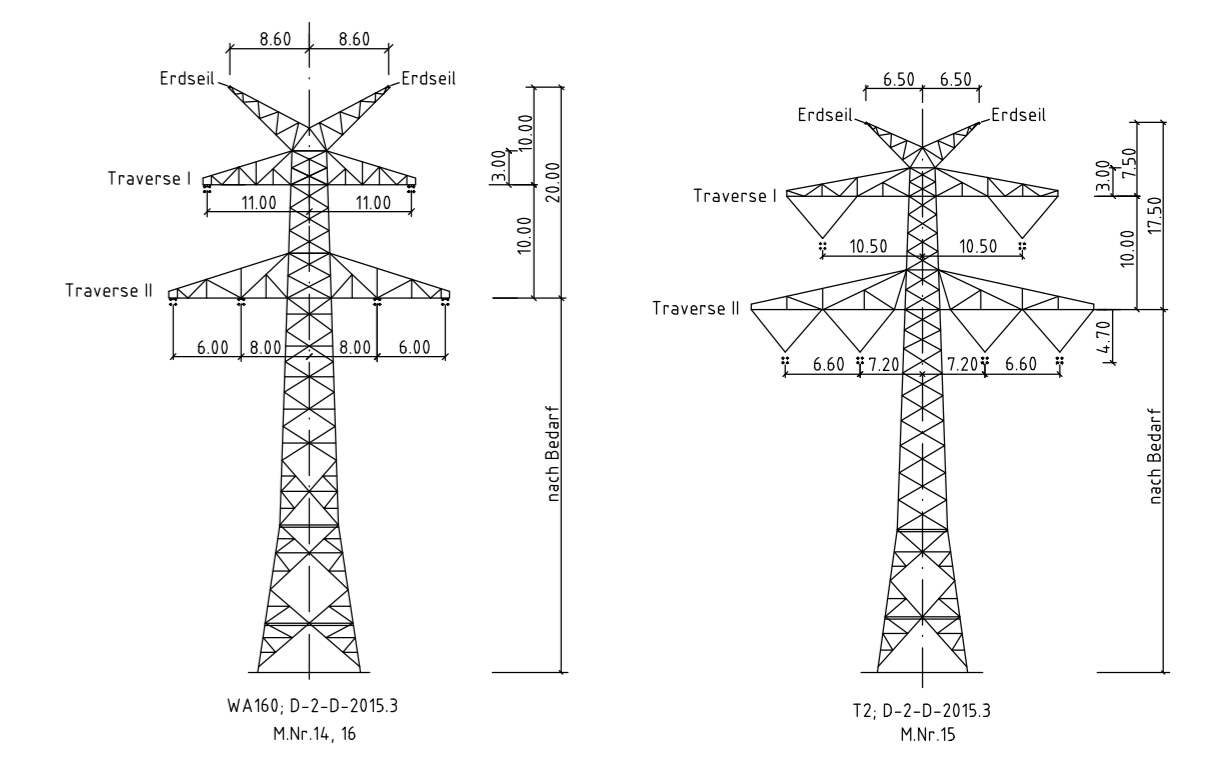 8.60 8.60
Erdseil Erdseil
10.00
3.00
20.00
Traverse I
11.00 11.00
10.00
Traverse II
6.00 8.00 8.00 6.00
nach Bedarf
WA160; D-2-D-2015.3
M.Nr.14, 16
6.50 6.50
Erdseil Erdseil
7.50
3.00
17.50
Traverse I
10.50 10.50
10.00
Traverse II
4.70
6.60 7.20 7.20 6.60
nach Bedarf
T2; D-2-D-2015.3
M.Nr.15